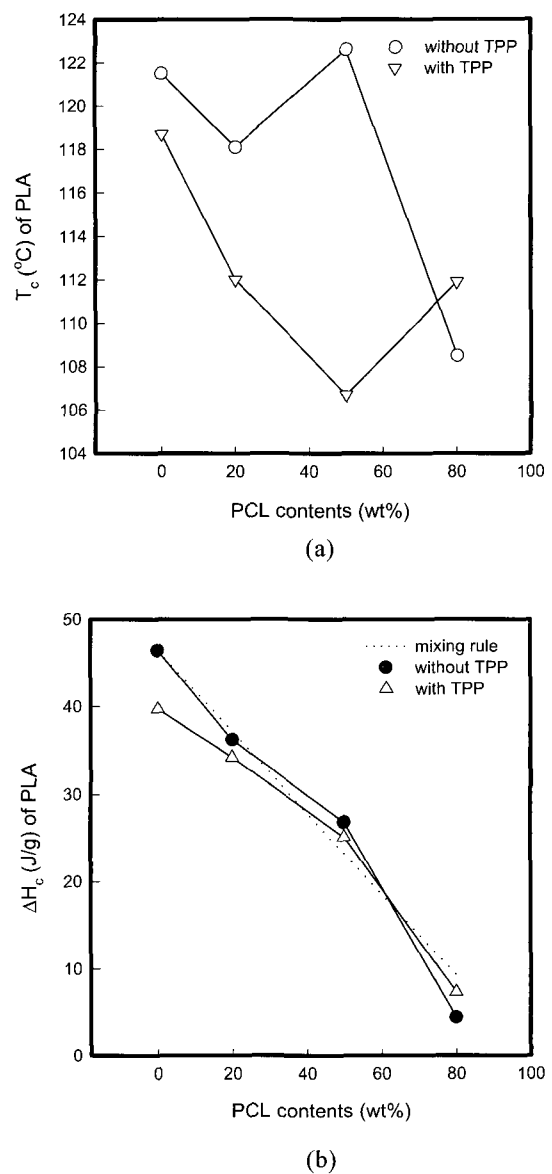 124
122
120
118
116
114
112
110
108
106
104
T_c (°C) of PLA
without TPP
with TPP
0
20
40
60
80
100
PCL contents (wt%)
(a)
50
40
30
20
10
0
ΔH_c (J/g) of PLA
mixing rule
without TPP
with TPP
0
20
40
60
80
100
PCL contents (wt%)
(b)